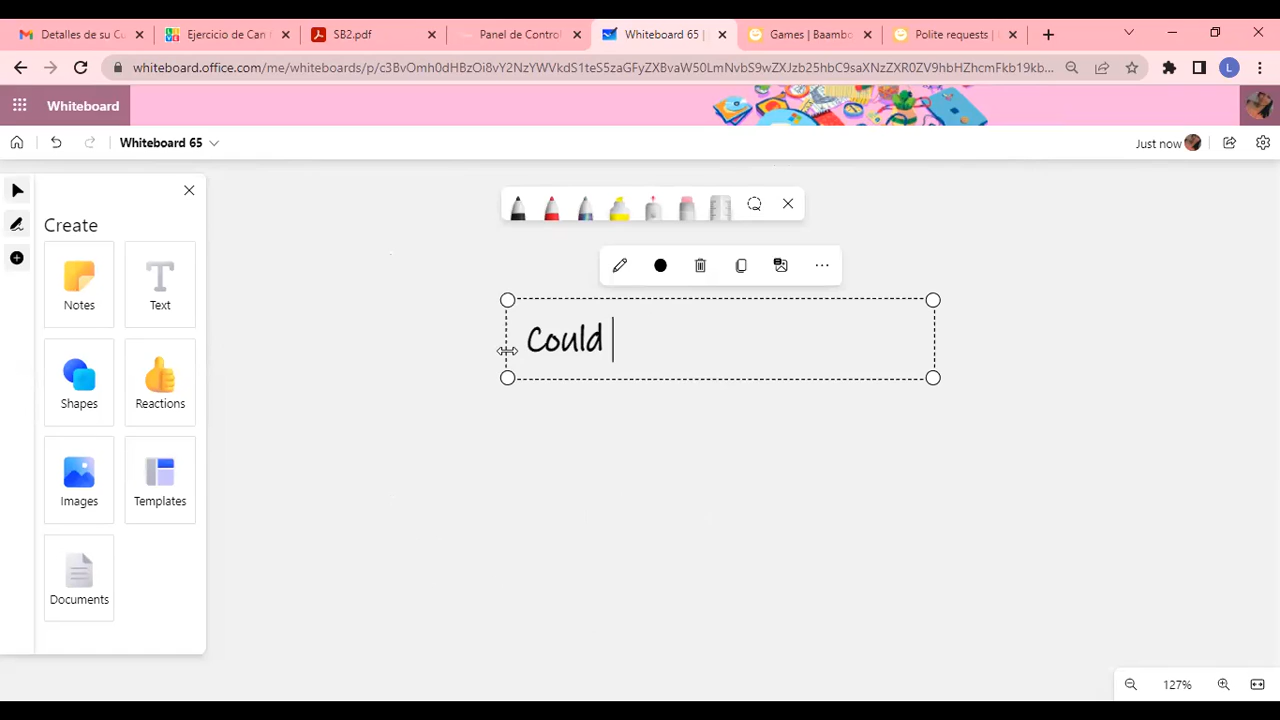 Detalles de su Cu
Ejercicio de Can
SB2.pdf
Panel de Control
Whiteboard 65 |
Games | Baambo
Polite requests |
whiteboard.office.com/me/whiteboards/p/
L
Whiteboard
Whiteboard 65
Just now
Create
Notes
Text
Could
Shapes
Reactions
Images
Templates
Documents
127%